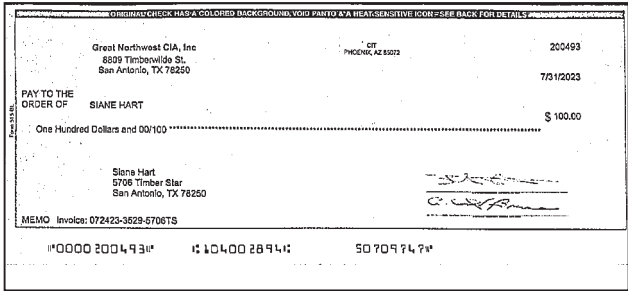 ORIGINAL CHECK HAS A COLORED BACKGROUND, VOID PANTO & A HEAT-SENSITIVE ICON - SEE BACK FOR DETAILS
Great Northwest CIA, Inc
8809 Timberwilde St.
San Antonio, TX 78250
CIT
PHOENIX, AZ 85072
200493
7/31/2023
PAY TO THE
ORDER OF SIANE HART
$ 100.00
One Hundred Dollars and 00/100 ****
Siane Hart
5706 Timber Star
San Antonio, TX 78250
MEMO Invoice: 072423-3529-5706TS
⑈0000200493⑈ ⑆104002894⑆ 50709747⑈